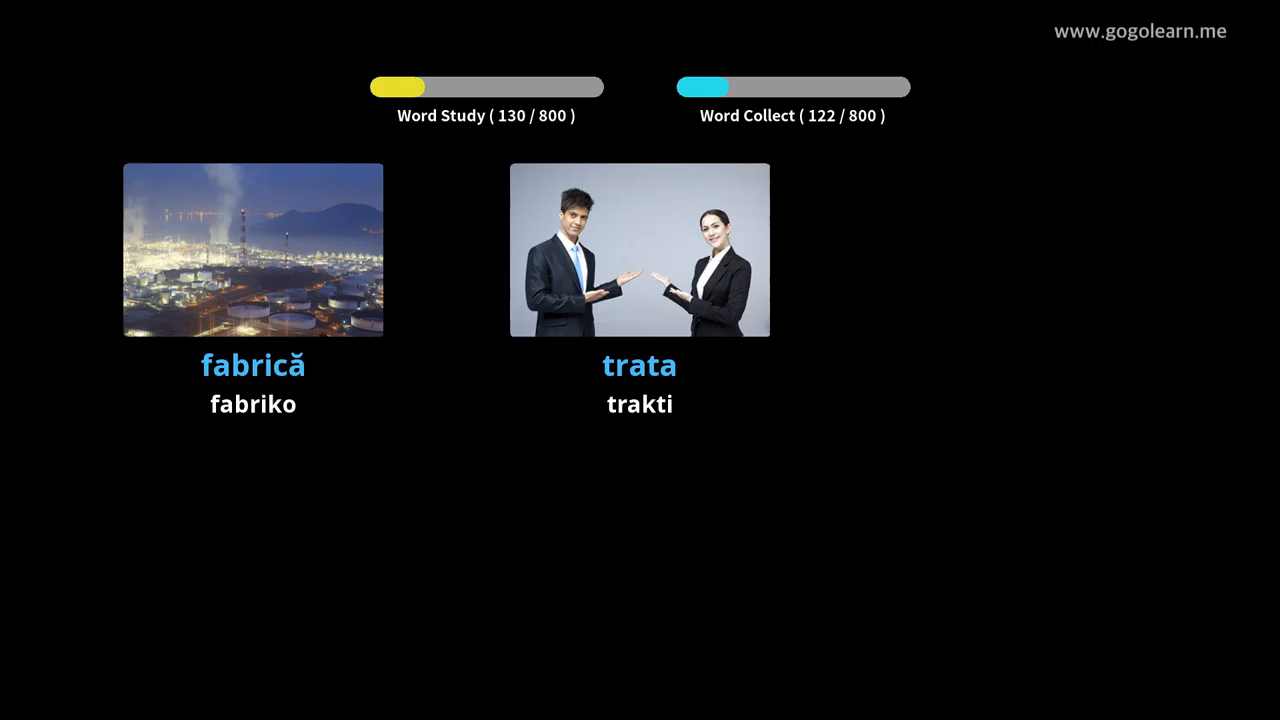 www.gogolearn.me
Word Study ( 130 / 800 )
Word Collect ( 122 / 800 )
fabrică
fabriko
trata
trakti